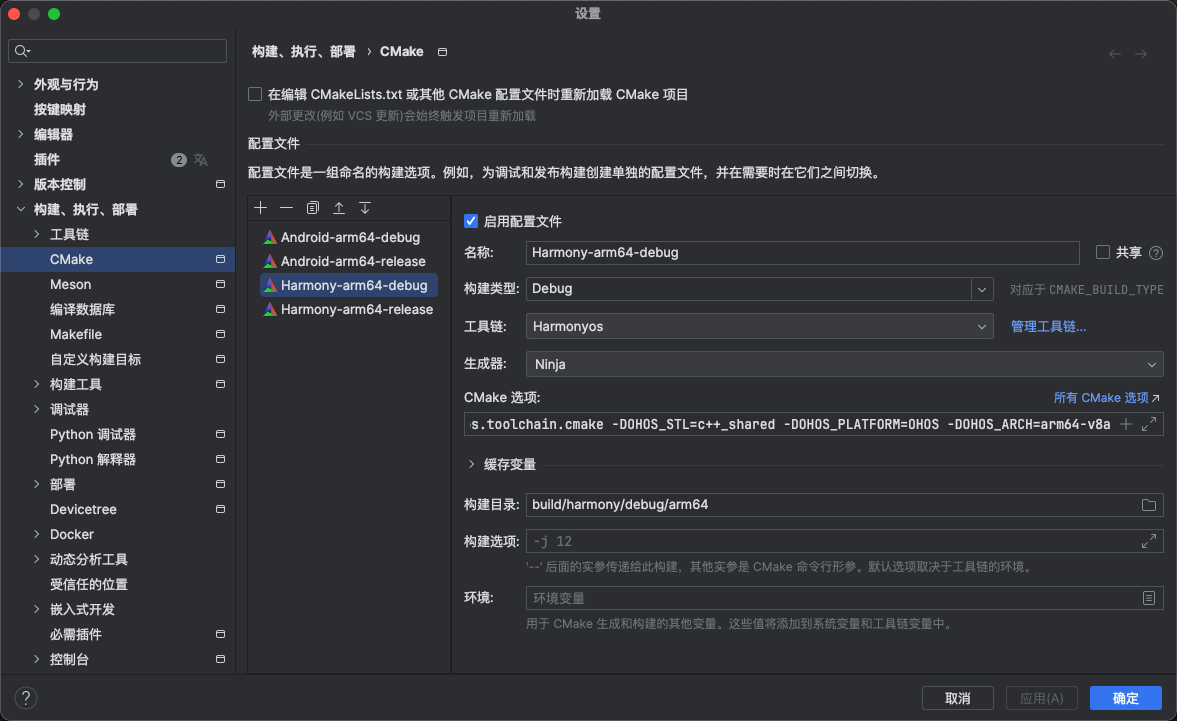 设置
构建、执行、部署 › CMake
外观与行为
按键映射
编辑器
插件 2
版本控制
构建、执行、部署
工具链
CMake
Meson
编译数据库
Makefile
自定义构建目标
构建工具
调试器
Python 调试器
Python 解释器
部署
Devicetree
Docker
动态分析工具
受信任的位置
嵌入式开发
必需插件
控制台
在编辑 CMakeLists.txt 或其他 CMake 配置文件时重新加载 CMake 项目
外部更改(例如 VCS 更新)会始终触发项目重新加载
配置文件
配置文件是一组命名的构建选项。例如，为调试和发布构建创建单独的配置文件，并在需要时在它们之间切换。
Android-arm64-debug
Android-arm64-release
Harmony-arm64-debug
Harmony-arm64-release
启用配置文件
名称: Harmony-arm64-debug 共享 ?
构建类型: Debug 对应于 CMAKE_BUILD_TYPE
工具链: Harmonyos 管理工具链...
生成器: Ninja
CMake 选项: 所有 CMake 选项↗
s.toolchain.cmake -DOHOS_STL=c++_shared -DOHOS_PLATFORM=OHOS -DOHOS_ARCH=arm64-v8a
缓存变量
构建目录: build/harmony/debug/arm64
构建选项: -j 12
'--' 后面的实参传递给此构建，其他实参是 CMake 命令行形参。默认选项取决于工具链的环境。
环境: 环境变量
用于 CMake 生成和构建的其他变量。这些值将添加到系统变量和工具链变量中。
? 取消 应用(A) 确定